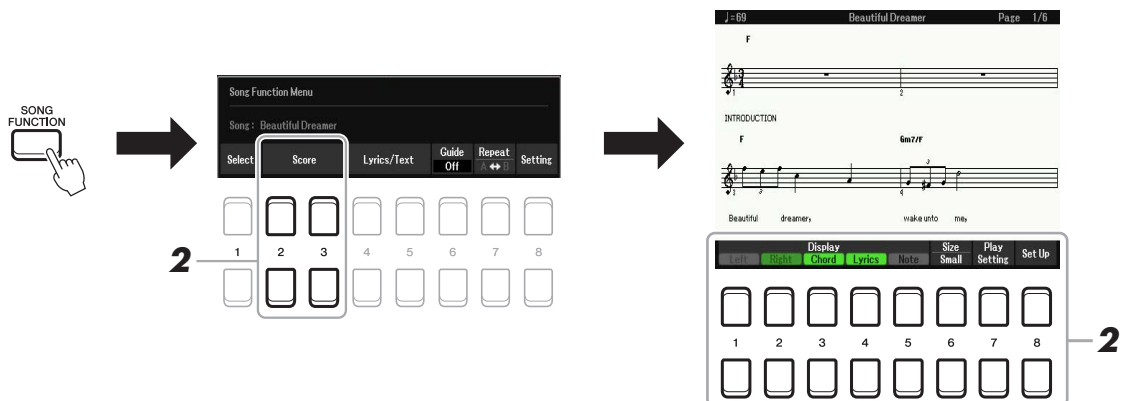 SONG
FUNCTION
Song Function Menu
Song : Beautiful Dreamer
Select Score Lyrics/Text Guide Off Repeat A ↔ B Setting
1 2 3 4 5 6 7 8
2
♩=69 Beautiful Dreamer Page 1/6
F
1 2
INTRODUCTION
F Gm7/F
3 3
3 4
Beautiful dreamer, wake unto me,
Display Size Play
Left Right Chord Lyrics Note Small Setting Set Up
1 2 3 4 5 6 7 8
2